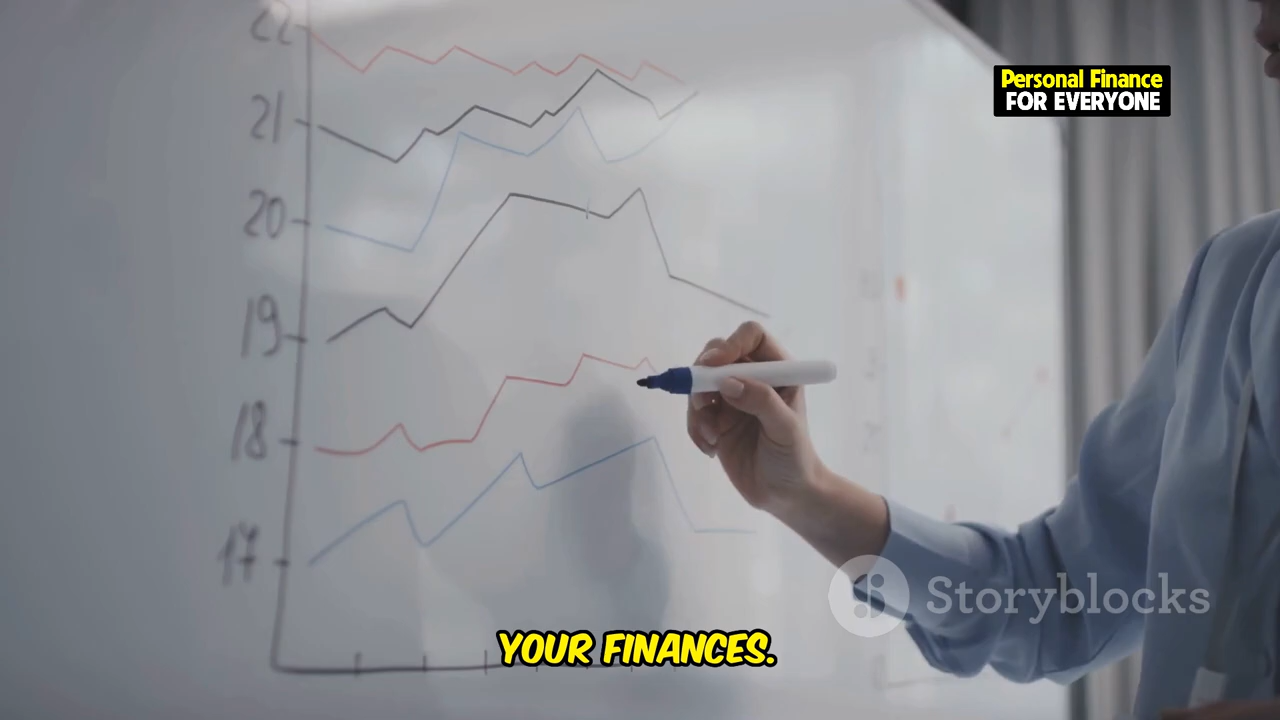 22
Personal Finance
FOR EVERYONE
21
20
19
18
17
Storyblocks
YOUR FINANCES.